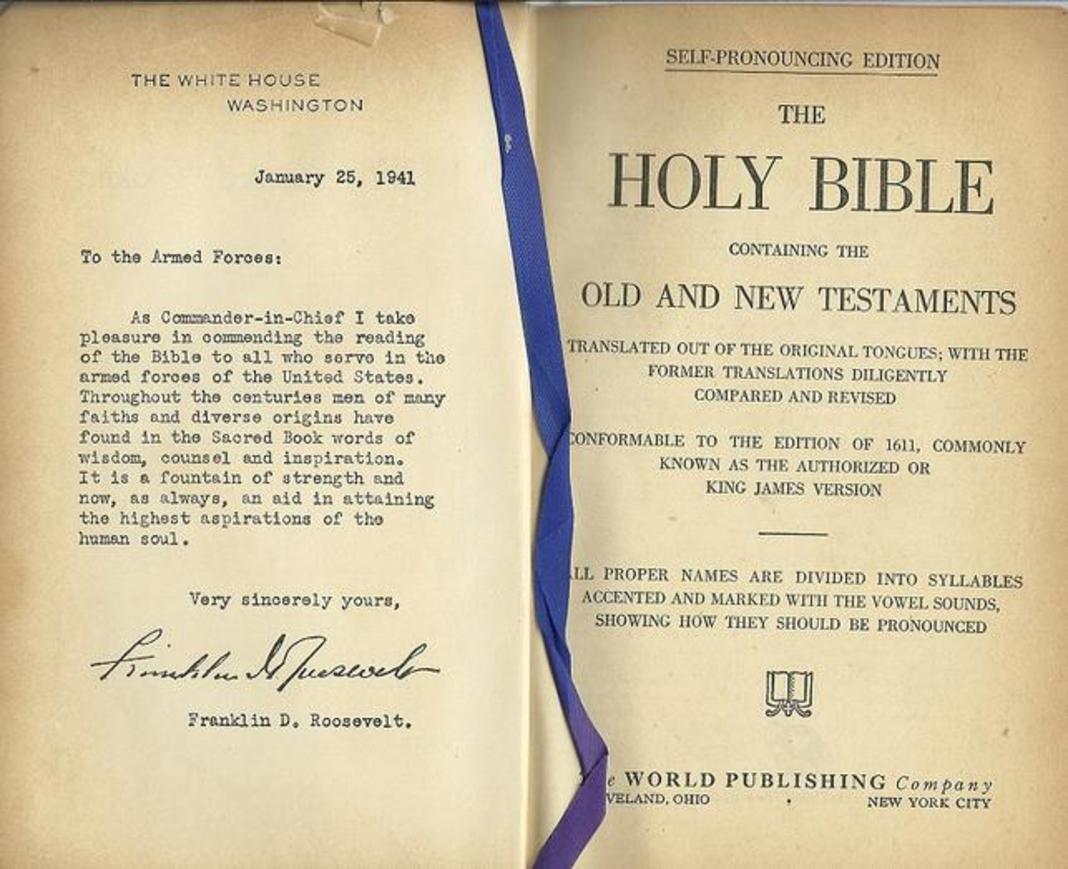 THE WHITE HOUSE
WASHINGTON
January 25, 1941
To the Armed Forces:
As Commander-in-Chief I take
pleasure in commending the reading
of the Bible to all who serve in the
armed forces of the United States.
Throughout the centuries men of many
faiths and diverse origins have
found in the Sacred Book words of
wisdom, counsel and inspiration.
It is a fountain of strength and
now, as always, an aid in attaining
the highest aspirations of the
human soul.
Very sincerely yours,
Franklin D Roosevelt
Franklin D. Roosevelt.
SELF-PRONOUNCING EDITION
THE
HOLY BIBLE
CONTAINING THE
OLD AND NEW TESTAMENTS
TRANSLATED OUT OF THE ORIGINAL TONGUES; WITH THE
FORMER TRANSLATIONS DILIGENTLY
COMPARED AND REVISED
CONFORMABLE TO THE EDITION OF 1611, COMMONLY
KNOWN AS THE AUTHORIZED OR
KING JAMES VERSION
ALL PROPER NAMES ARE DIVIDED INTO SYLLABLES
ACCENTED AND MARKED WITH THE VOWEL SOUNDS,
SHOWING HOW THEY SHOULD BE PRONOUNCED
e WORLD PUBLISHING Company
VELAND, OHIO NEW YORK CITY